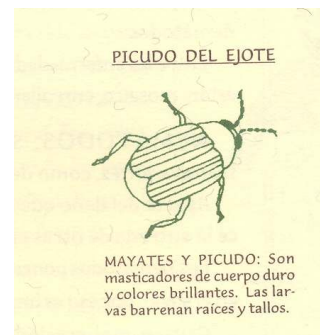 PICUDO DEL EJOTE
MAYATES Y PICUDO: Son
masticadores de cuerpo duro
y colores brillantes. Las lar-
vas barrenan raíces y tallos.